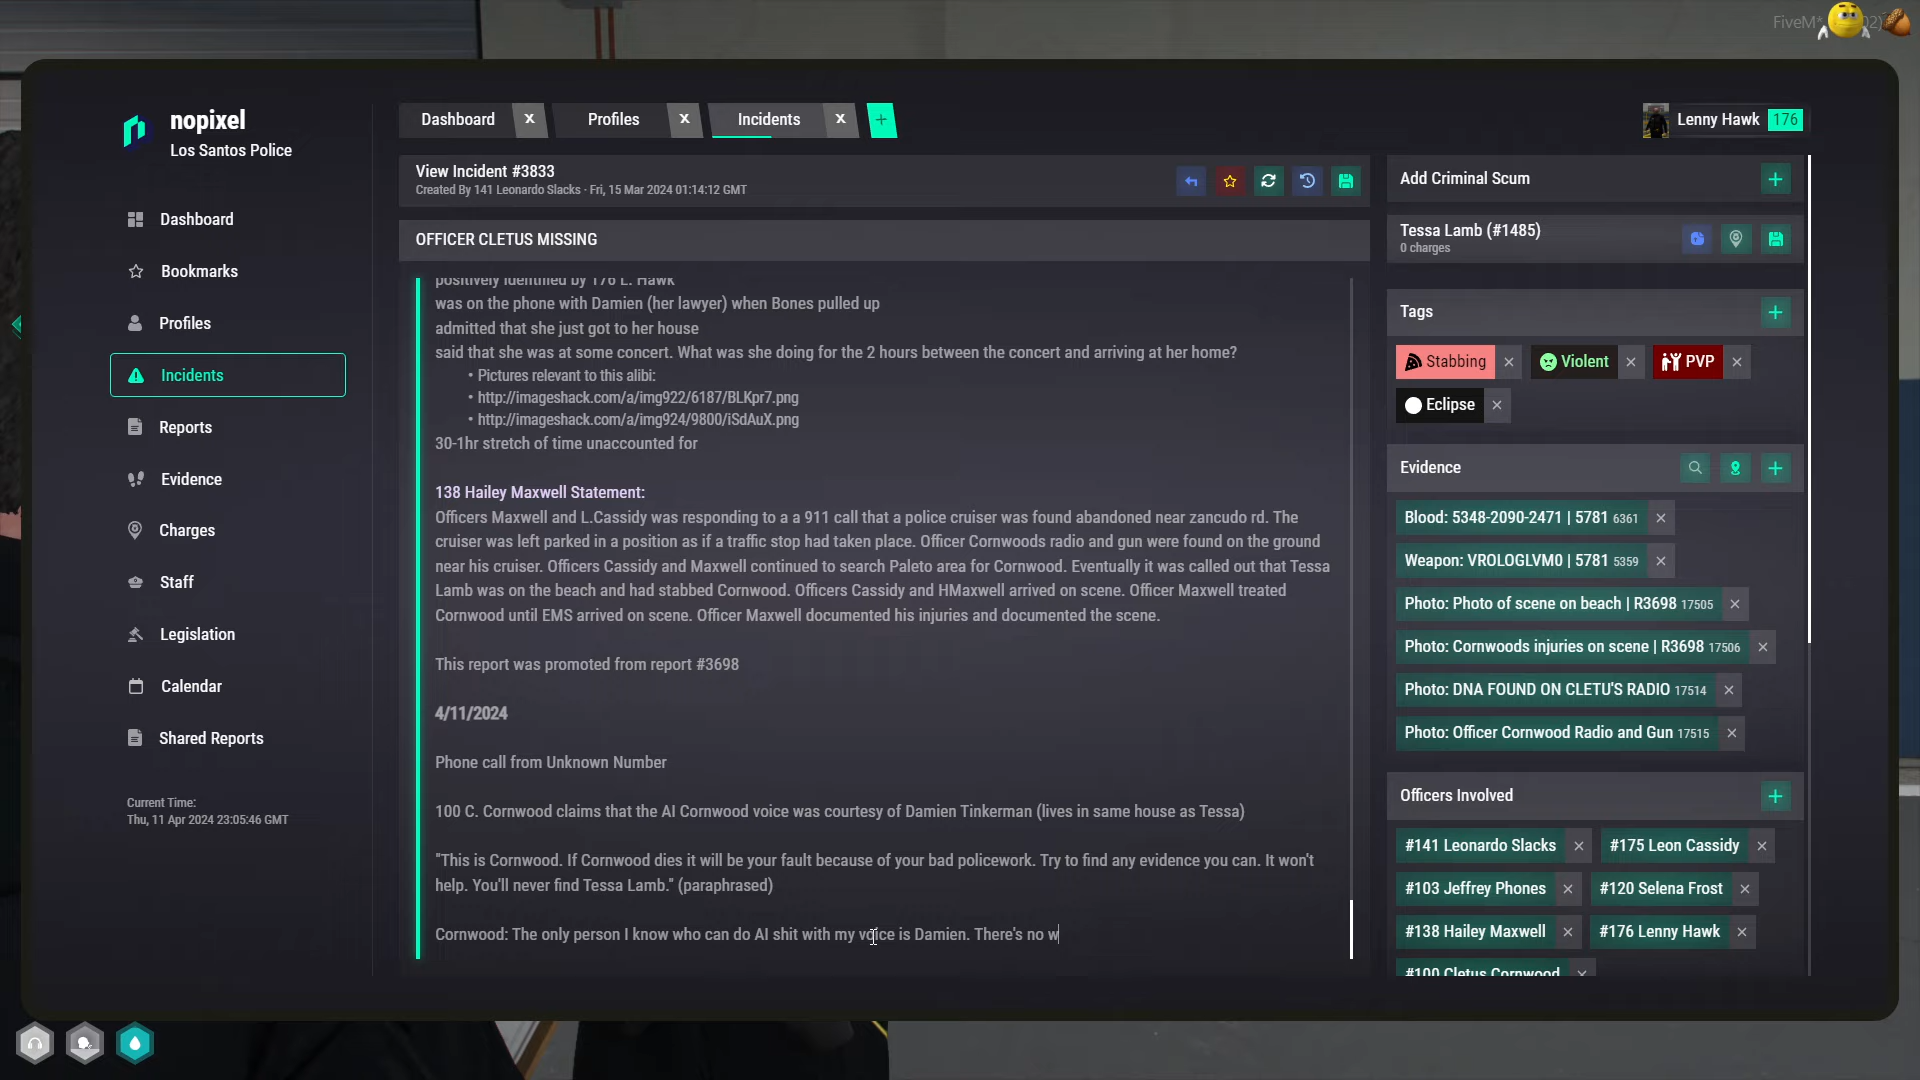 FiveM*
nopixel
Los Santos Police
Dashboard
Bookmarks
Profiles
Incidents
Reports
Evidence
Charges
Staff
Legislation
Calendar
Shared Reports
Current Time:
Thu, 11 Apr 2024 23:05:46 GMT
Dashboard x Profiles x Incidents x +
Lenny Hawk 176
View Incident #3833
Created By 141 Leonardo Slacks · Fri, 15 Mar 2024 01:14:12 GMT
OFFICER CLETUS MISSING
positively identified by 176 L. Hawk
was on the phone with Damien (her lawyer) when Bones pulled up
admitted that she just got to her house
said that she was at some concert. What was she doing for the 2 hours between the concert and arriving at her home?
• Pictures relevant to this alibi:
• http://imageshack.com/a/img922/6187/BLKpr7.png
• http://imageshack.com/a/img924/9800/iSdAuX.png
30-1hr stretch of time unaccounted for
138 Hailey Maxwell Statement:
Officers Maxwell and L.Cassidy was responding to a a 911 call that a police cruiser was found abandoned near zancudo rd. The
cruiser was left parked in a position as if a traffic stop had taken place. Officer Cornwoods radio and gun were found on the ground
near his cruiser. Officers Cassidy and Maxwell continued to search Paleto area for Cornwood. Eventually it was called out that Tessa
Lamb was on the beach and had stabbed Cornwood. Officers Cassidy and HMaxwell arrived on scene. Officer Maxwell treated
Cornwood until EMS arrived on scene. Officer Maxwell documented his injuries and documented the scene.
This report was promoted from report #3698
4/11/2024
Phone call from Unknown Number
100 C. Cornwood claims that the AI Cornwood voice was courtesy of Damien Tinkerman (lives in same house as Tessa)
"This is Cornwood. If Cornwood dies it will be your fault because of your bad policework. Try to find any evidence you can. It won't
help. You'll never find Tessa Lamb." (paraphrased)
Cornwood: The only person I know who can do AI shit with my voice is Damien. There's no w
Add Criminal Scum +
Tessa Lamb (#1485)
0 charges
Tags +
Stabbing × Violent × PVP ×
Eclipse ×
Evidence +
Blood: 5348-2090-2471 | 5781 6361 ×
Weapon: VROLOGLVM0 | 5781 5359 ×
Photo: Photo of scene on beach | R3698 17505 ×
Photo: Cornwoods injuries on scene | R3698 17506 ×
Photo: DNA FOUND ON CLETU'S RADIO 17514 ×
Photo: Officer Cornwood Radio and Gun 17515 ×
Officers Involved +
#141 Leonardo Slacks × #175 Leon Cassidy ×
#103 Jeffrey Phones × #120 Selena Frost ×
#138 Hailey Maxwell × #176 Lenny Hawk ×
#100 Cletus Cornwood ×